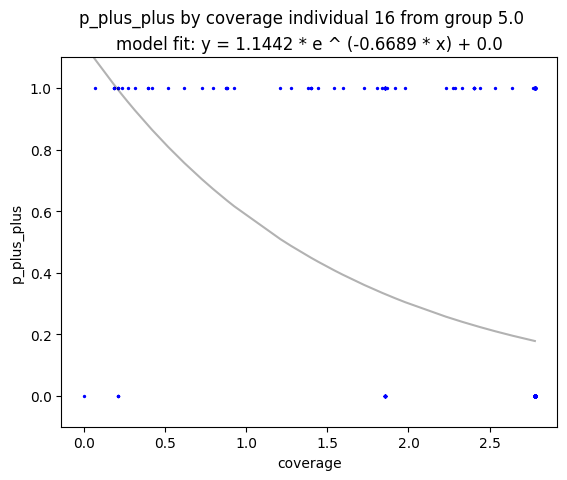 p_plus_plus by coverage individual 16 from group 5.0
model fit: y = 1.1442 * e ^ (-0.6689 * x) + 0.0
1.0
0.8
0.6
0.4
0.2
0.0
p_plus_plus
0.0 0.5 1.0 1.5 2.0 2.5
coverage